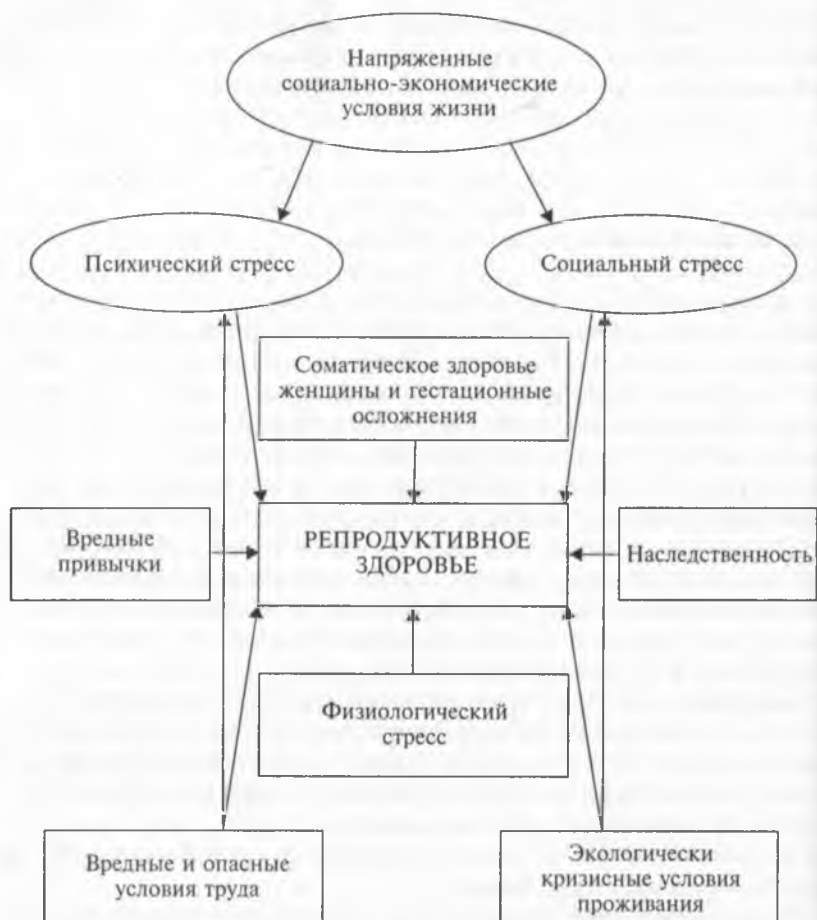 Напряженные
социально-экономические
условия жизни
Психический стресс
Социальный стресс
Соматическое здоровье
женщины и гестационные
осложнения
Вредные
привычки
РЕПРОДУКТИВНОЕ
ЗДОРОВЬЕ
Наследственность
Физиологический
стресс
Вредные и опасные
условия труда
Экологически
кризисные условия
проживания